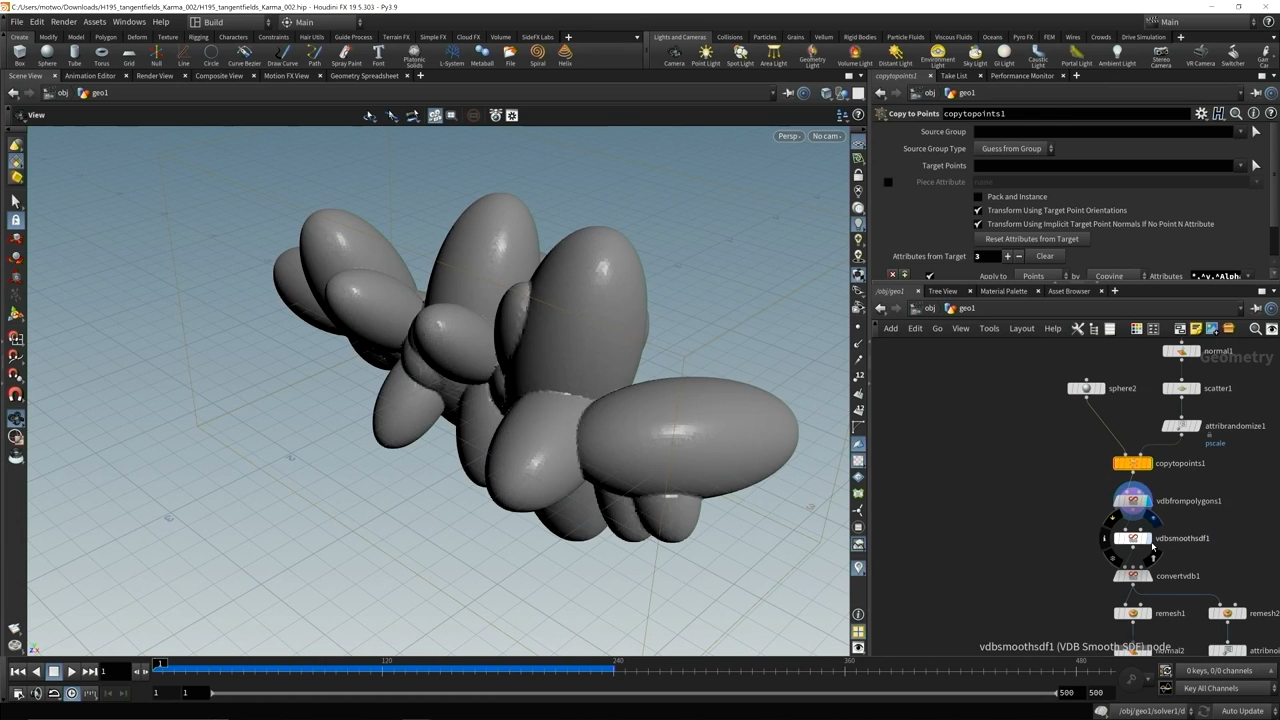 C:/Users/motwo/Downloads/H195_tangentfields_Karma_002/H195_tangentfields_Karma_002.hip - Houdini FX 19.5.303 - Py3.9
File Edit Render Assets Windows Help Build Main Main
Create Modify Model Polygon Deform Texture Rigging Characters Constraints Hair Utils Guide Process Terrain FX Simple FX Cloud FX Volume SideFX Labs
Lights and Cameras Collisions Particles Grains Vellum Rigid Bodies Particle Fluids Viscous Fluids Oceans Pyro FX FEM Wires Crowds Drive Simulation
Box Sphere Tube Torus Grid Null Line Circle Curve Bezier Draw Curve Path Spray Paint Font Platonic Solids L-System Metaball File Spiral Helix
Camera Point Light Spot Light Area Light Geometry Light Volume Light Distant Light Environment Light Sky Light GI Light Caustic Light Portal Light Ambient Light Stereo Camera VR Camera Switcher
Scene View Animation Editor Render View Composite View Motion FX View Geometry Spreadsheet
copytopoints1 Take List Performance Monitor
obj geo1
obj geo1
View
Persp No cam
Copy to Points copytopoints1
Source Group
Source Group Type Guess from Group
Target Points
Piece Attribute name
Pack and Instance
Transform Using Target Point Orientations
Transform Using Implicit Target Point Normals If No Point N Attribute
Reset Attributes from Target
Attributes from Target 3 Clear
Apply to Points by Copying Attributes *,^v,^Alph
/obj/geo1 Tree View Material Palette Asset Browser
obj geo1
Add Edit Go View Tools Layout Help
Geometry
normal1
sphere2 scatter1
attribrandomize1
pscale
copytopoints1
vdbfrompolygons1
vdbsmoothsdf1
convertvdb1
remesh1 remesh2
vdbsmoothsdf1 (VDB Smooth SDF) node
1 1 120 240 360 480
0 keys, 0/0 channels
1 1 500 500
Key All Channels
/obj/geo1/solver1/d Auto Update